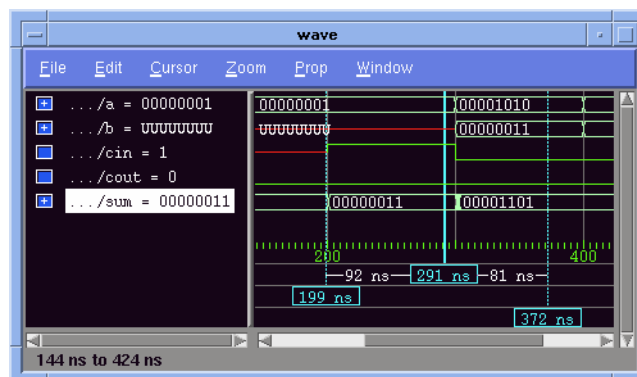 wave
File Edit Cursor Zoom Prop Window
.../a = 00000001 00000001 00001010
.../b = UUUUUUUU UUUUUUUU 00000011
.../cin = 1
.../cout = 0
.../sum = 00000011 00000011 00001101
200 400
92 ns 291 ns 81 ns
199 ns
372 ns
144 ns to 424 ns